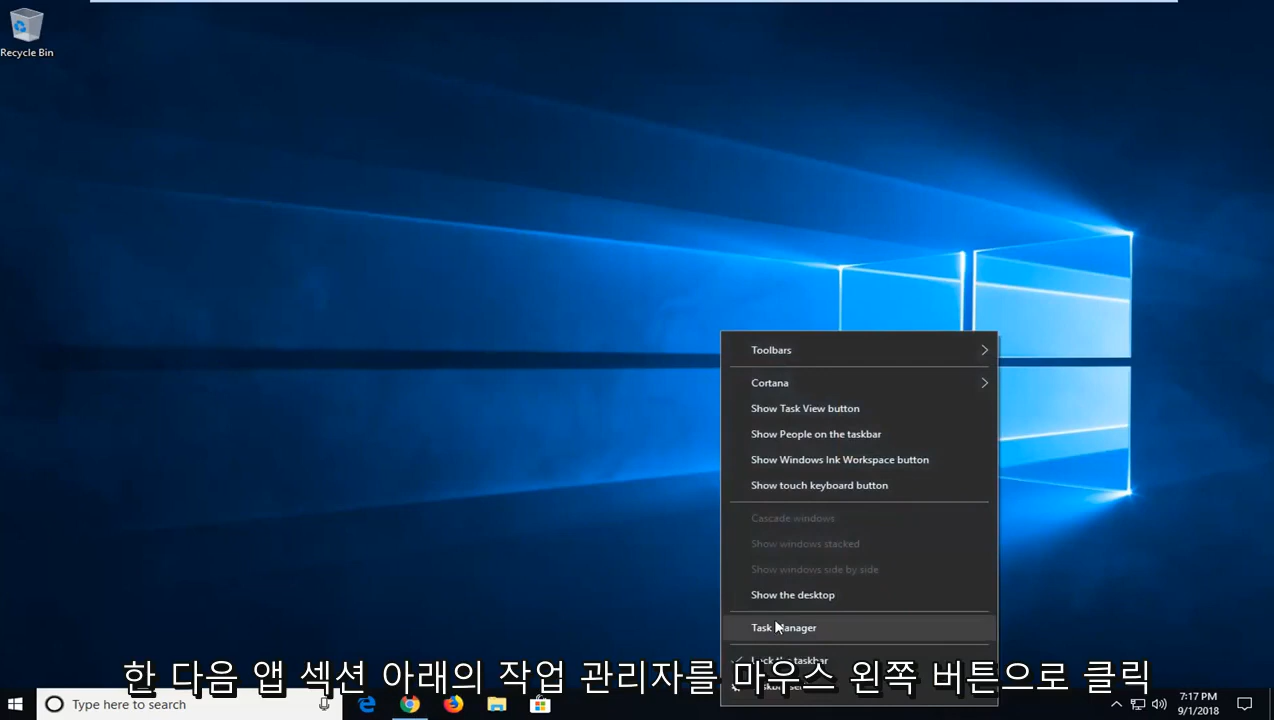 Recycle Bin
Toolbars
Cortana
Show Task View button
Show People on the taskbar
Show Windows Ink Workspace button
Show touch keyboard button
Cascade windows
Show windows stacked
Show windows side by side
Show the desktop
Task Manager
Lock the taskbar
한 다음 앱 섹션 아래의 작업 관리자를 마우스 왼쪽 버튼으로 클릭
Type here to search
7:17 PM
9/1/2018